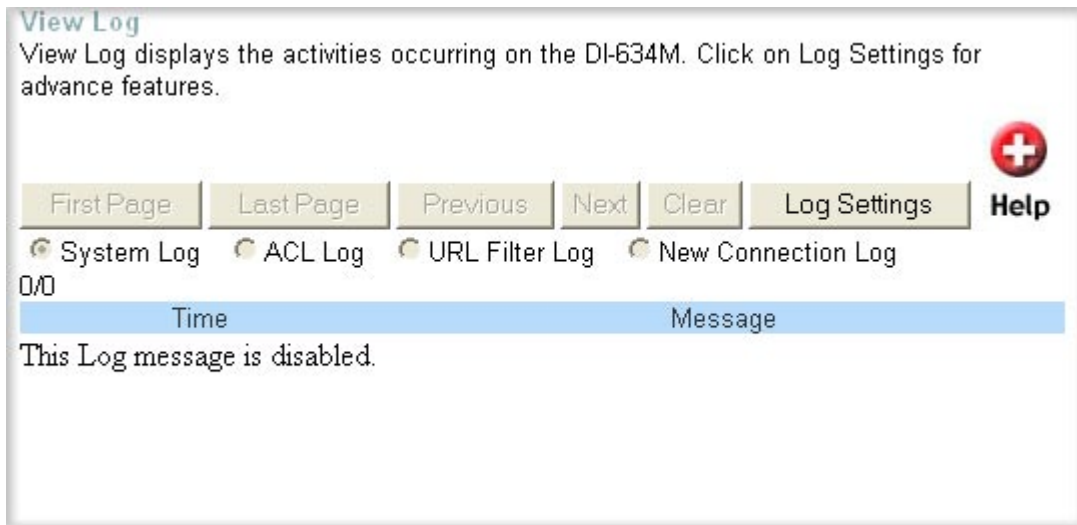 View Log
View Log displays the activities occurring on the DI-634M. Click on Log Settings for
advance features.
First Page Last Page Previous Next Clear Log Settings Help
System Log ACL Log URL Filter Log New Connection Log
0/0
Time Message
This Log message is disabled.